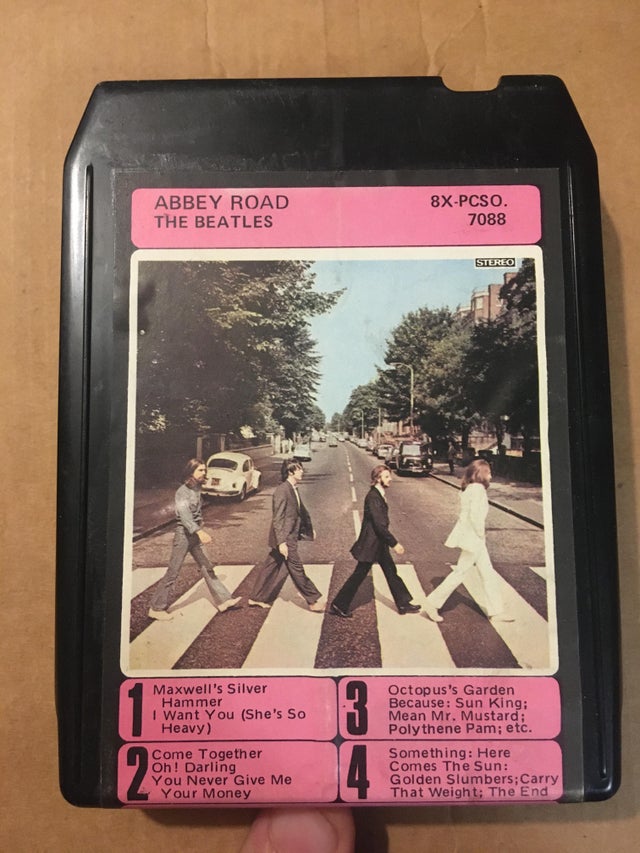 ABBEY ROAD
THE BEATLES
8X-PCSO.
7088
STEREO
1
Maxwell's Silver
Hammer
I Want You (She's So
Heavy)
2
Come Together
Oh! Darling
You Never Give Me
Your Money
3
Octopus's Garden
Because: Sun King;
Mean Mr. Mustard;
Polythene Pam; etc.
4
Something: Here
Comes The Sun:
Golden Slumbers;Carry
That Weight; The End